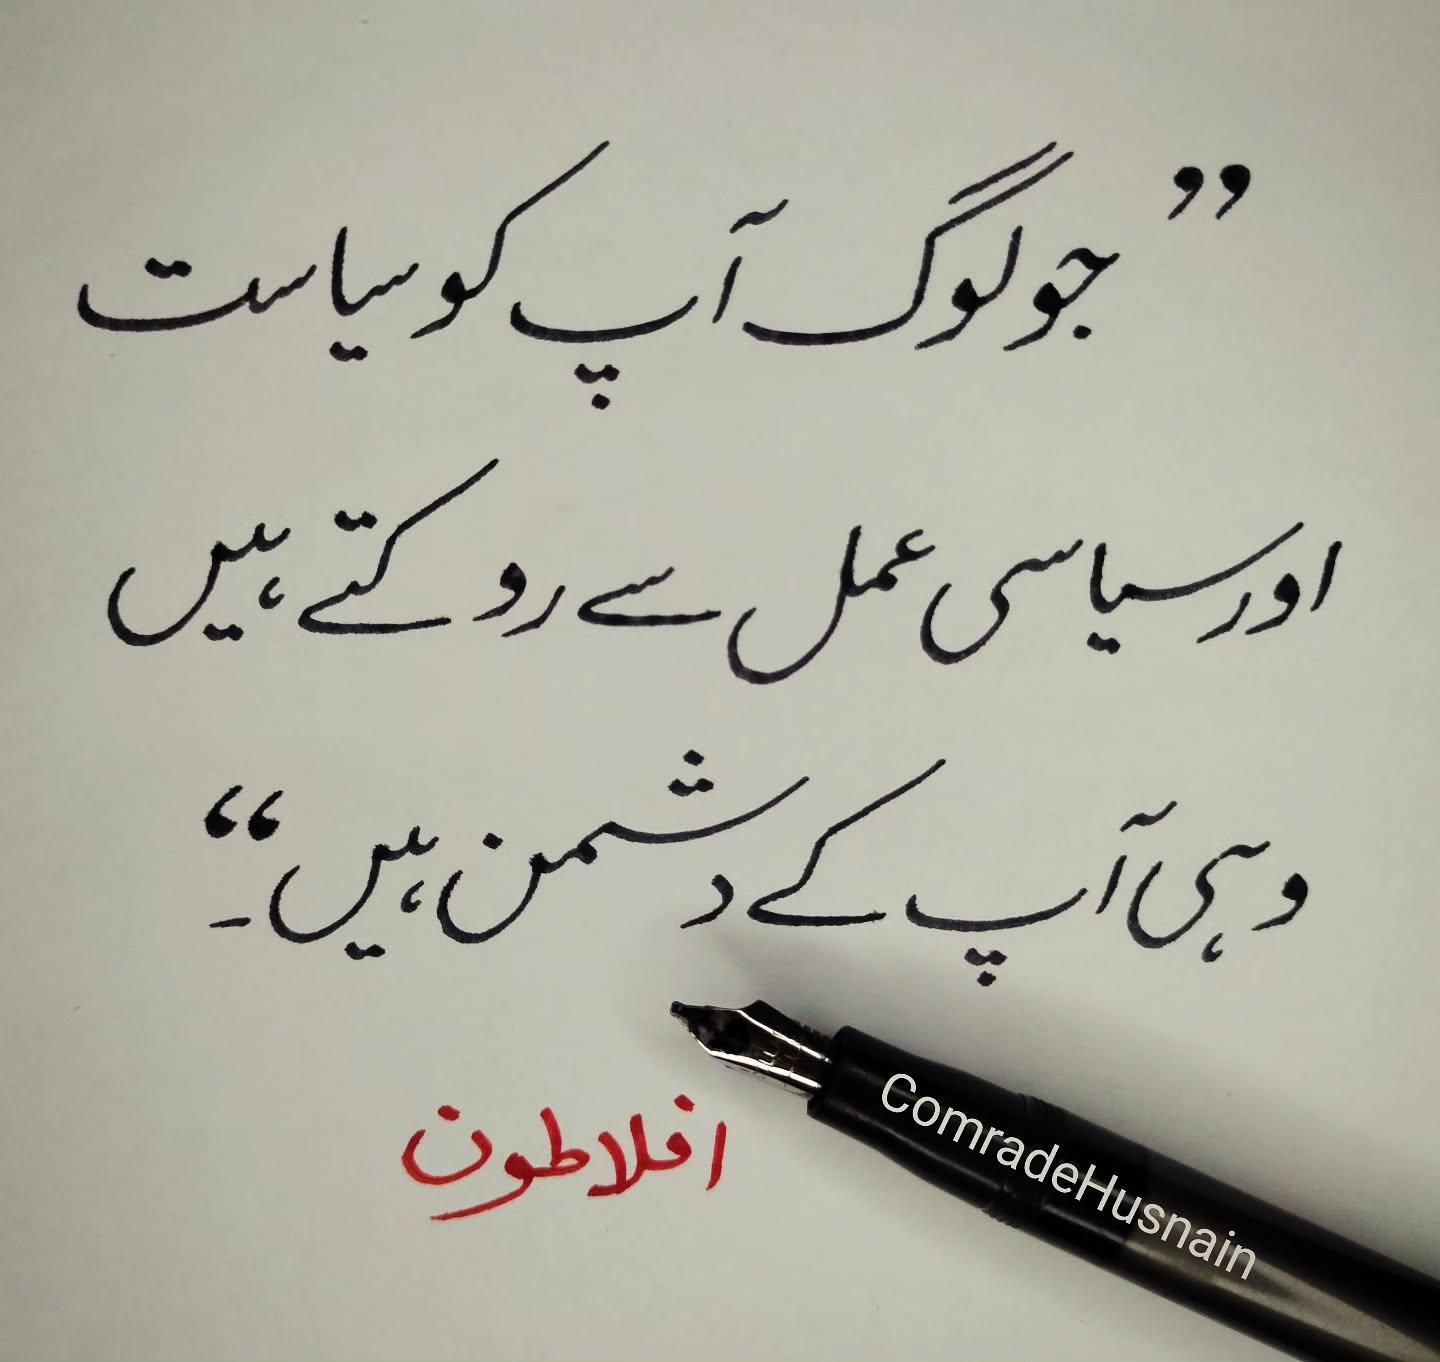 ”جو لوگ آپ کو سیاست
اور سیاسی عمل سے روکتے ہیں
وہی آپ کے دشمن ہیں“۔
افلاطون
ComradeHusnain